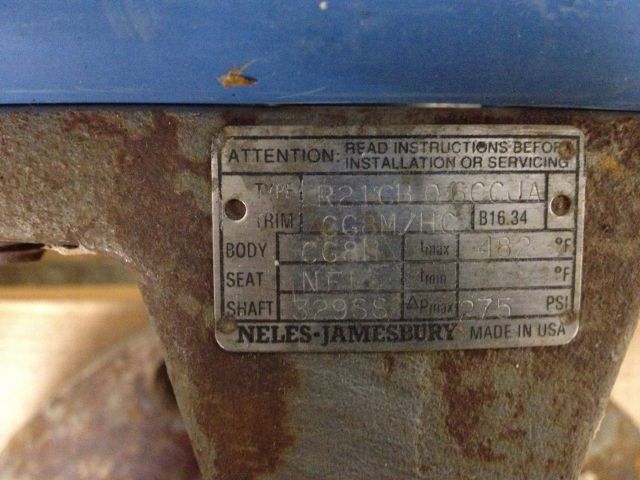 ATTENTION: READ INSTRUCTIONS BEFORE
INSTALLATION OR SERVICING
TYPE
TRIM CG8M/HC B16.34
BODY CG8M tmax 482 °F
SEAT tmin °F
SHAFT 329SS ΔPmax 275 PSI
NELES-JAMESBURY MADE IN USA